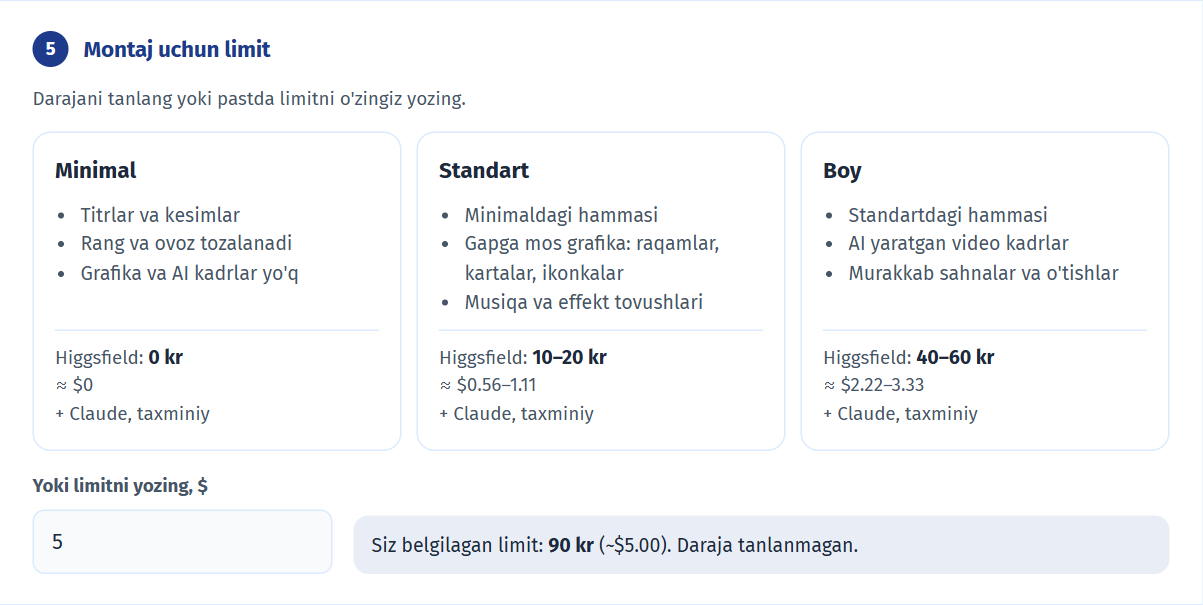 5
Montaj uchun limit
Darajani tanlang yoki pastda limitni o'zingiz yozing.
Minimal
• Titrlar va kesimlar
• Rang va ovoz tozalanadi
• Grafika va AI kadrlar yo'q
Higgsfield: 0 kr
≈ $0
+ Claude, taxminiy
Standart
• Minimaldagi hammasi
• Gapga mos grafika: raqamlar,
kartalar, ikonkalar
• Musiqa va effekt tovushlari
Higgsfield: 10–20 kr
≈ $0.56–1.11
+ Claude, taxminiy
Boy
• Standartdagi hammasi
• AI yaratgan video kadrlar
• Murakkab sahnalar va o'tishlar
Higgsfield: 40–60 kr
≈ $2.22–3.33
+ Claude, taxminiy
Yoki limitni yozing, $
5
Siz belgilagan limit: 90 kr (~$5.00). Daraja tanlanmagan.